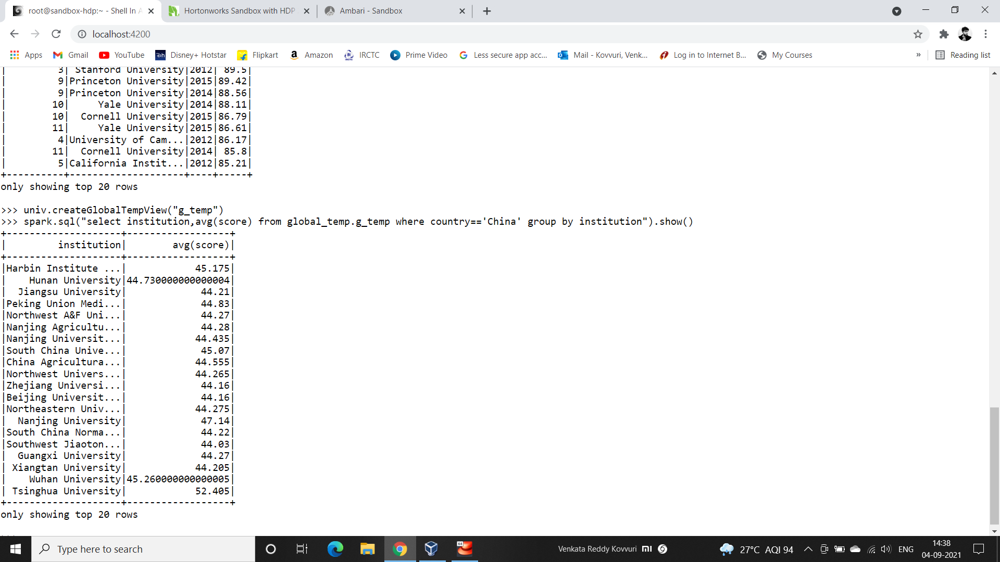 root@sandbox-hdp:~ - Shell In A
Hortonworks Sandbox with HDP
Ambari - Sandbox
localhost:4200
Apps
Gmail
YouTube
Disney+ Hotstar
Flipkart
Amazon
IRCTC
Prime Video
Less secure app acc...
Mail - Kovvuri, Venk...
Log in to Internet B...
My Courses
»
Reading list
|         3| Stanford University|2012| 89.5|
|         9|Princeton University|2015|89.42|
|         9|Princeton University|2014|88.56|
|        10|     Yale University|2014|88.11|
|        10|  Cornell University|2015|86.79|
|        11|     Yale University|2015|86.61|
|         4|University of Cam...|2012|86.17|
|        11|  Cornell University|2014| 85.8|
|         5|California Instit...|2012|85.21|
+----------+--------------------+----+-----+
only showing top 20 rows
>>> univ.createGlobalTempView("g_temp")
>>> spark.sql("select institution,avg(score) from global_temp.g_temp where country=='China' group by institution").show()
+--------------------+------------------+
|         institution|        avg(score)|
+--------------------+------------------+
|Harbin Institute ...|            45.175|
|    Hunan University|44.730000000000004|
|  Jiangsu University|             44.21|
|Peking Union Medi...|             44.83|
|Northwest A&F Uni...|             44.27|
|Nanjing Agricultu...|             44.28|
|Nanjing Universit...|            44.435|
|South China Unive...|             45.07|
|China Agricultura...|            44.555|
|Northwest Univers...|            44.265|
|Zhejiang Universi...|             44.16|
|Beijing Universit...|             44.16|
|Northeastern Univ...|            44.275|
|  Nanjing University|             47.14|
|South China Norma...|             44.22|
|Southwest Jiaoton...|             44.03|
|  Guangxi University|             44.27|
| Xiangtan University|            44.205|
|    Wuhan University|45.260000000000005|
| Tsinghua University|            52.405|
+--------------------+------------------+
only showing top 20 rows
Type here to search
64
Venkata Reddy Kovvuri
27°C AQI 94
ENG
14:38
04-09-2021